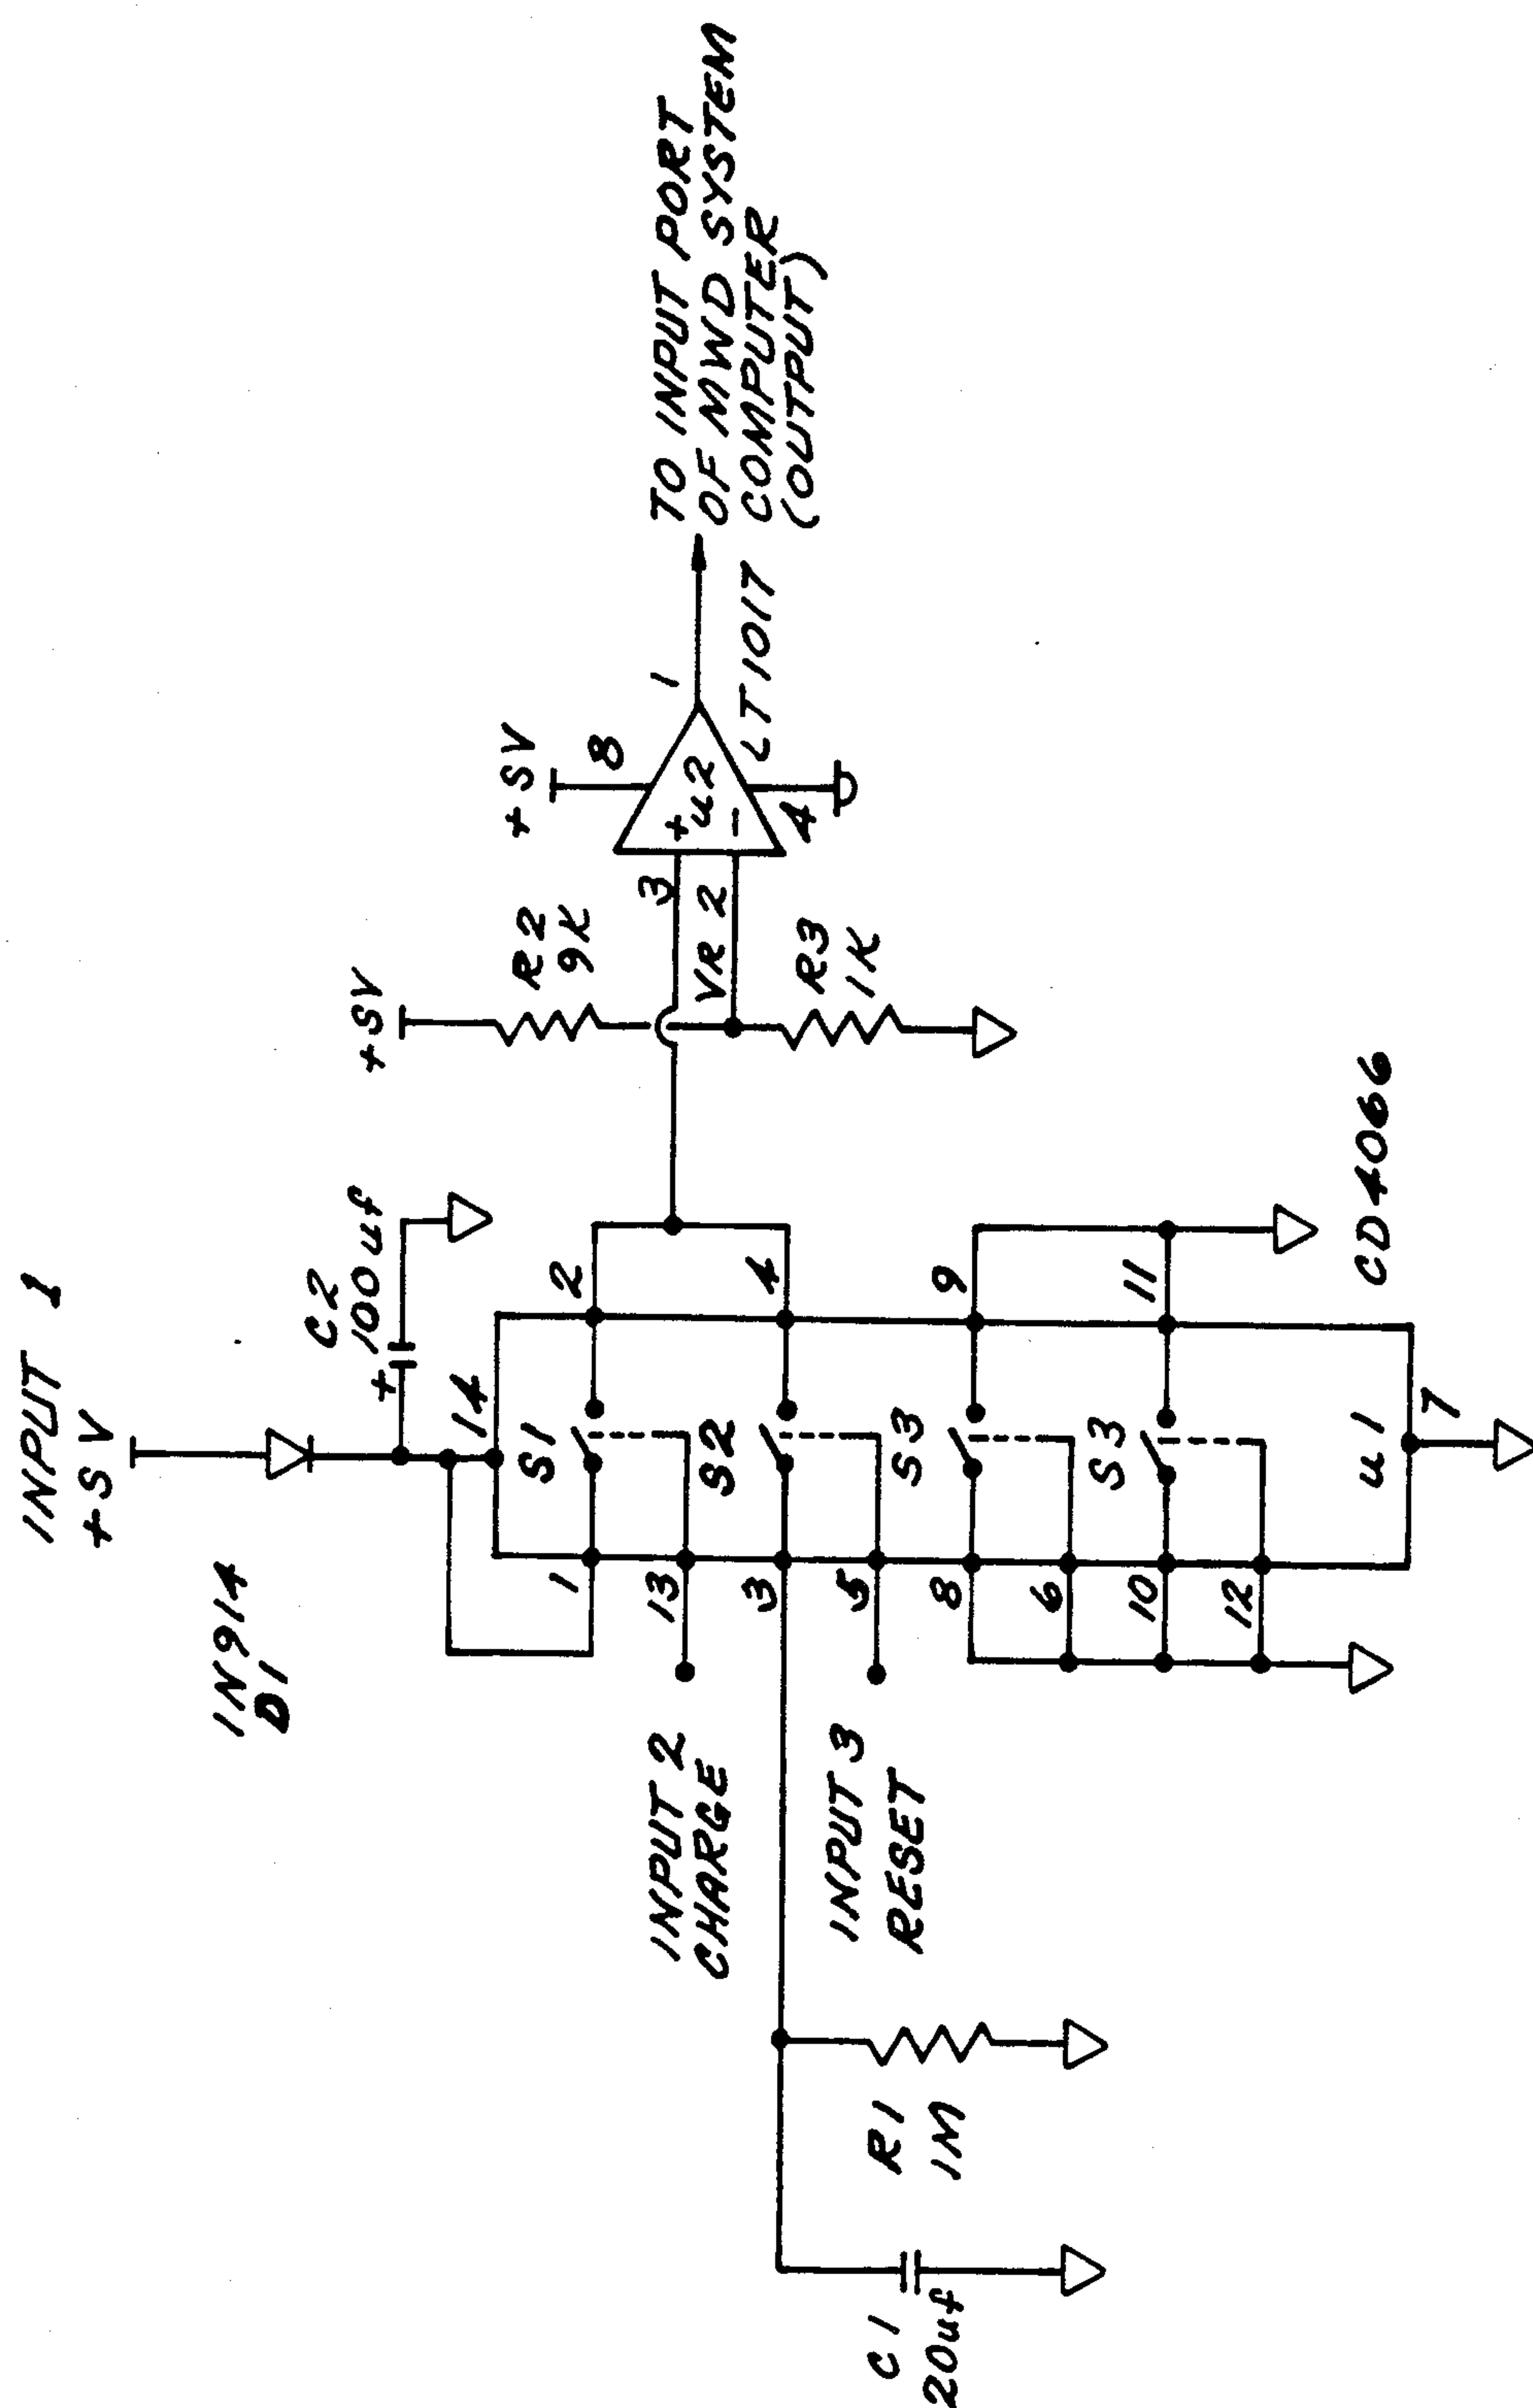 INPUT 1
+5V
1N914
D1
C2
100uf
+
14
S1
1
2
13
S2
3
4
5
S3
8
9
6
S3
10
11
12
u1
7
CD4066
INPUT 2
CHARGE
INPUT 3
RESET
R1
1M
C1
20uf
+5V
R2
9K
3
VR 2
R3
1K
+5V
8
+
u2
−
4
1
LT1017
TO INPUT PORT
OF MWD SYSTEM
COMPUTER
(OUTPUT)